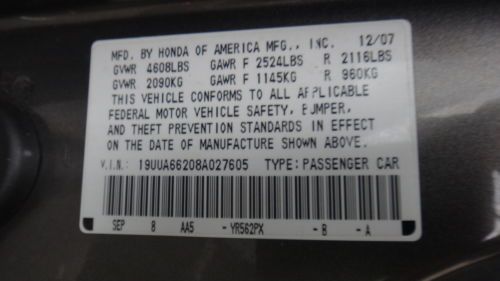 MFD. BY HONDA OF AMERICA MFG., INC. 12/07
GVWR 4608LBS GAWR F 2524LBS R 2116LBS
GVWR 2090KG GAWR F 1145KG R 960KG
THIS VEHICLE CONFORMS TO ALL APPLICABLE
FEDERAL MOTOR VEHICLE SAFETY, BUMPER,
AND THEFT PREVENTION STANDARDS IN EFFECT
ON THE DATE OF MANUFACTURE SHOWN ABOVE.
V.I.N: 19UUA66208A027605 TYPE: PASSENGER CAR
SEP 8 AA5 - YR562PX - B - A